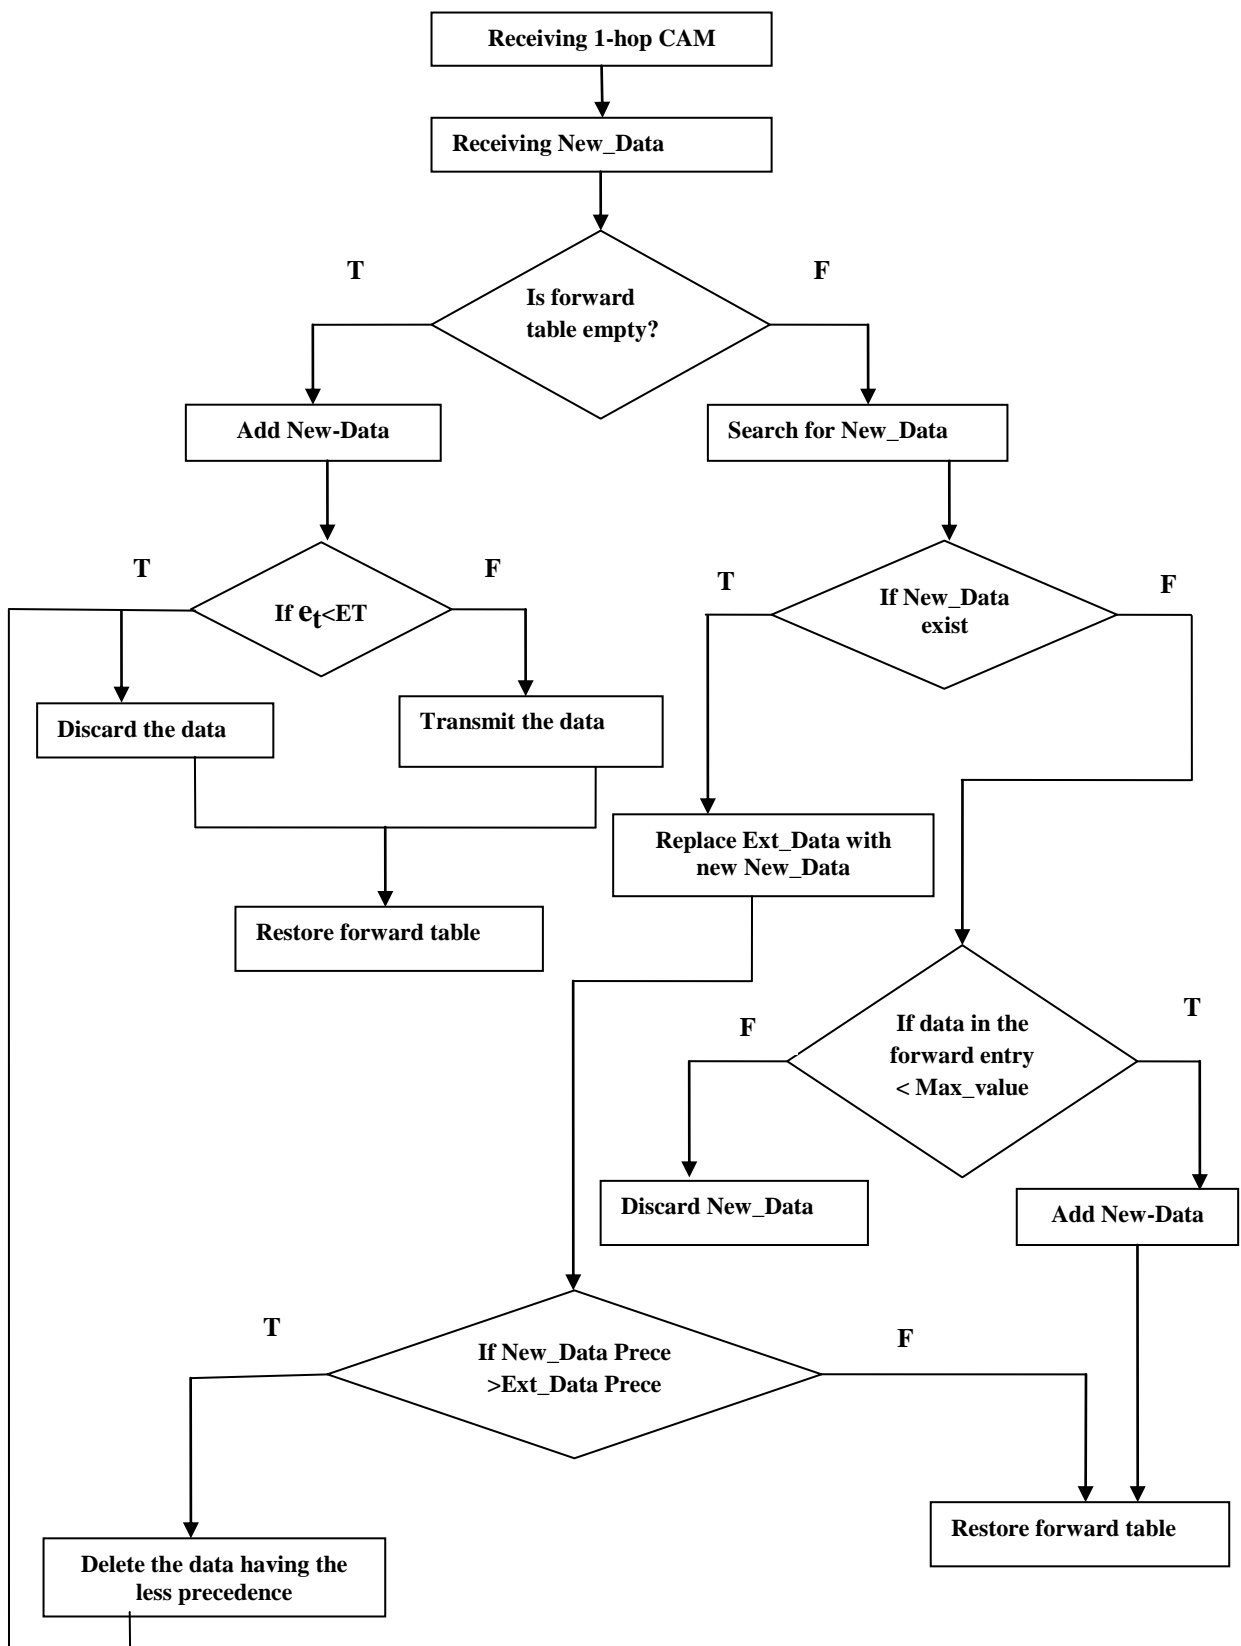 Receiving 1-hop CAM
Receiving New_Data
T
F
Is forward
table empty?
Add New-Data
Search for New_Data
T
F
If et<ET
T
F
If New_Data
exist
Discard the data
Transmit the data
Replace Ext_Data with
new New_Data
Restore forward table
F
T
If data in the
forward entry
< Max_value
Discard New_Data
Add New-Data
T
F
If New_Data Prece
>Ext_Data Prece
Restore forward table
Delete the data having the
less precedence